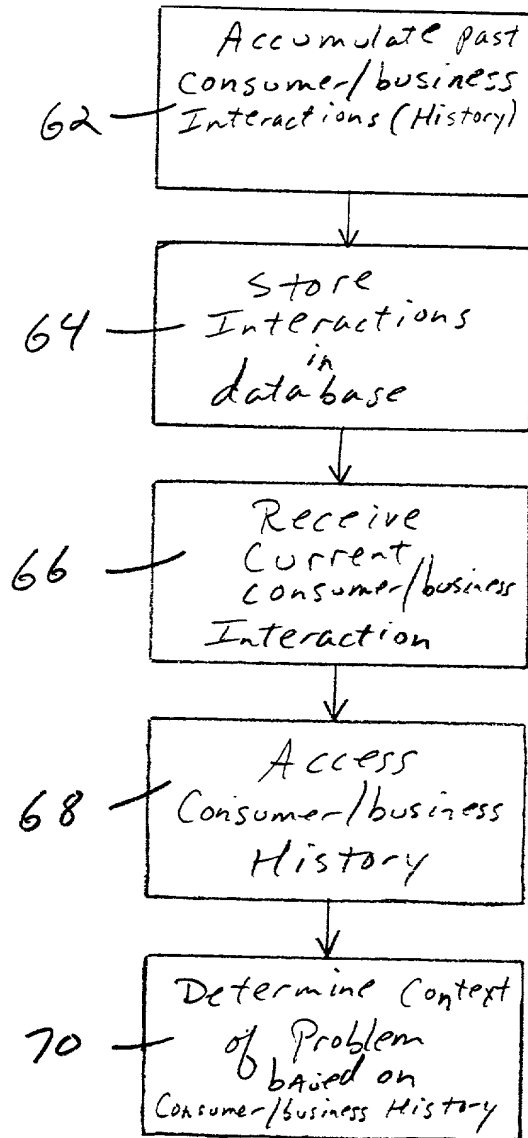 Accumulate past
Consumer/business
Interactions (History)
62
Store
Interactions
in
database
64
Receive
Current
Consumer/business
Interaction
66
Access
Consumer/business
History
68
Determine Context
of Problem
based on
Consumer/business History
70